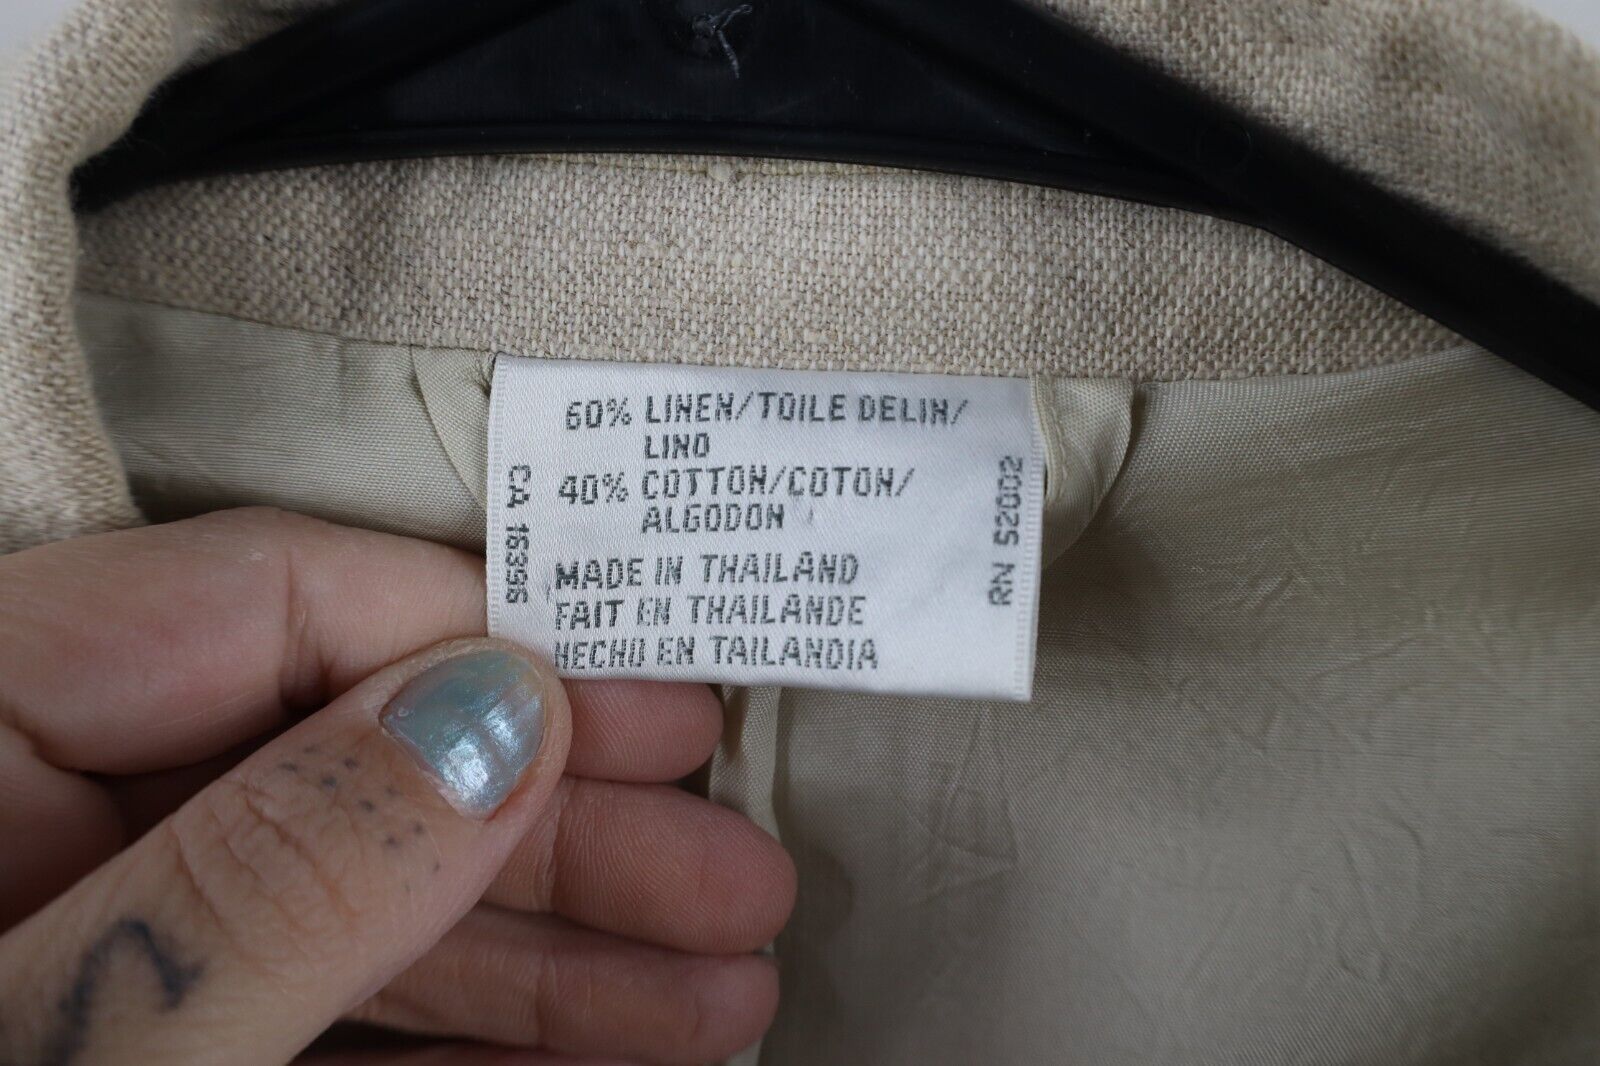 60% LINEN/TOILE DELIN/
LINO
40% COTTON/COTON/
ALGODON
MADE IN THAILAND
FAIT EN THAILANDE
HECHO EN TAILANDIA
CA 16396
RN 52002